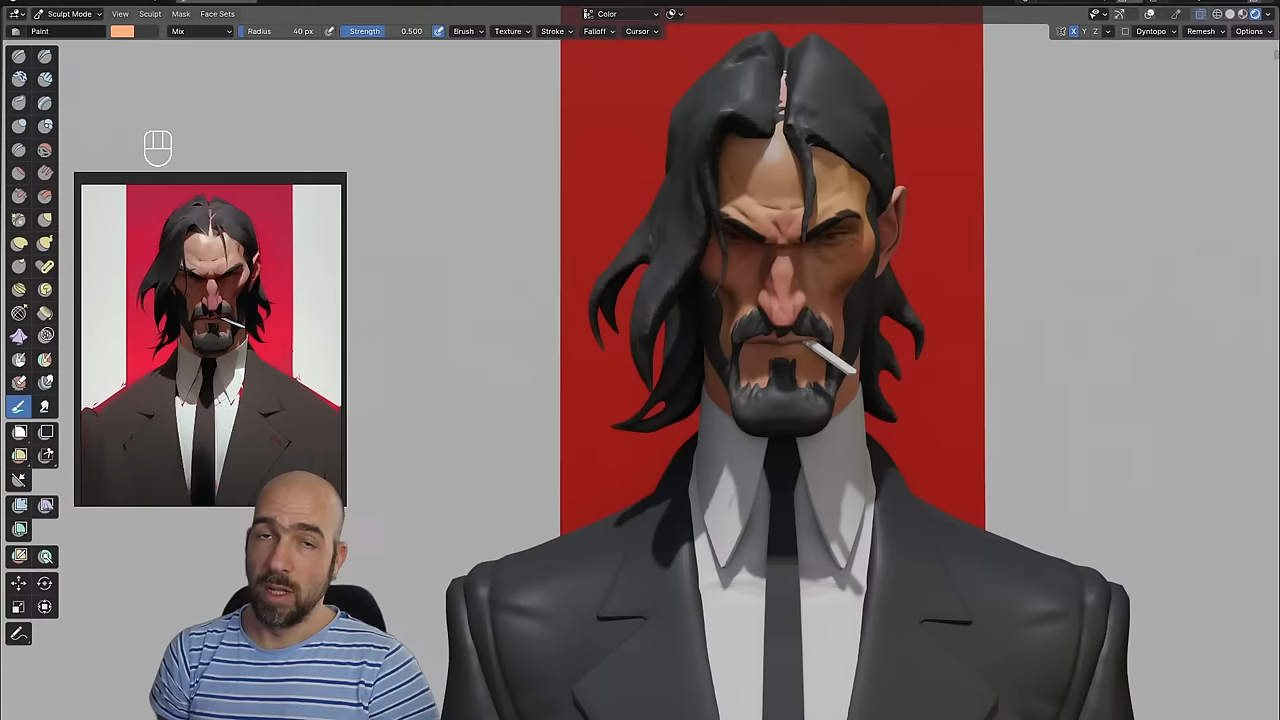 Sculpt Mode View Sculpt Mask Face Sets Color
Paint Mix Radius 40 px Strength 0.500 Brush Texture Stroke Falloff Cursor X Y Z Dyntopo Remesh Options